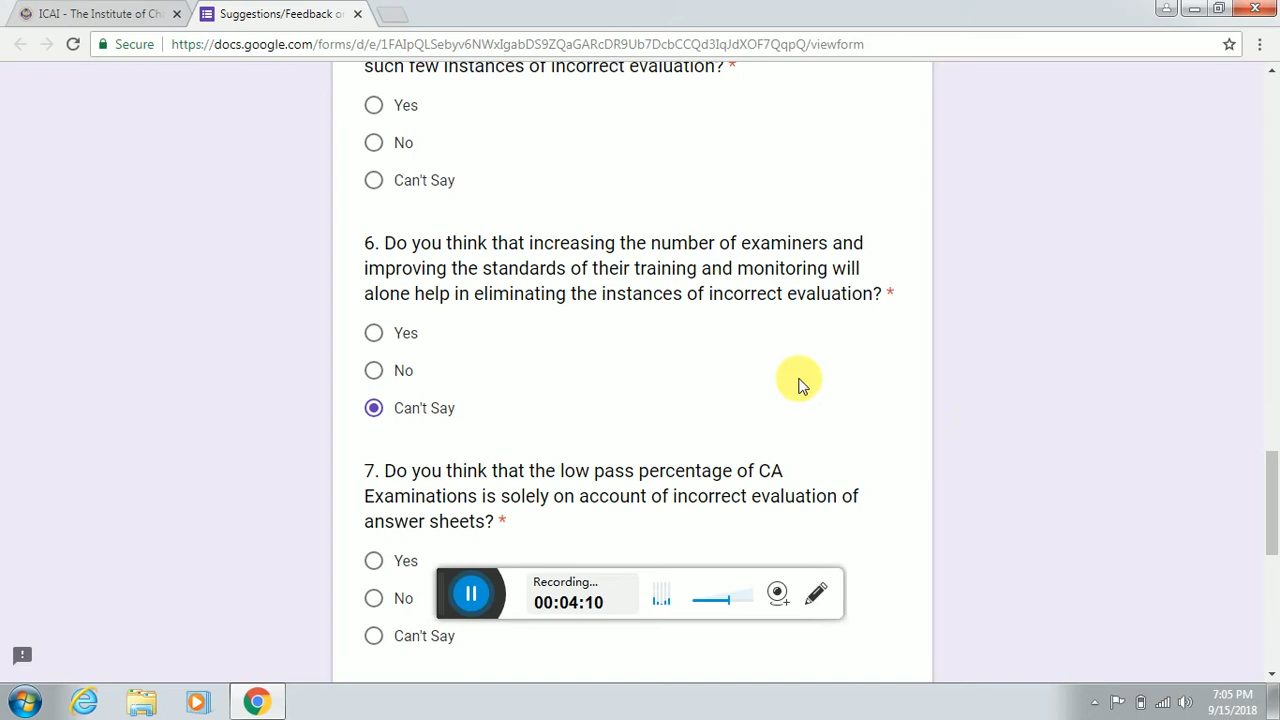 ICAI - The Institute of Cha
Suggestions/Feedback on
Secure
https://docs.google.com/forms/d/e/1FAIpQLSebyv6NWxIgabDS9ZQaGARcDR9Ub7DcbCCQd3IqJdXOF7QqpQ/viewform
such few instances of incorrect evaluation? *
Yes
No
Can't Say
6. Do you think that increasing the number of examiners and
improving the standards of their training and monitoring will
alone help in eliminating the instances of incorrect evaluation? *
Yes
No
Can't Say
7. Do you think that the low pass percentage of CA
Examinations is solely on account of incorrect evaluation of
answer sheets? *
Yes
No
Can't Say
Recording...
00:04:10
7:05 PM
9/15/2018